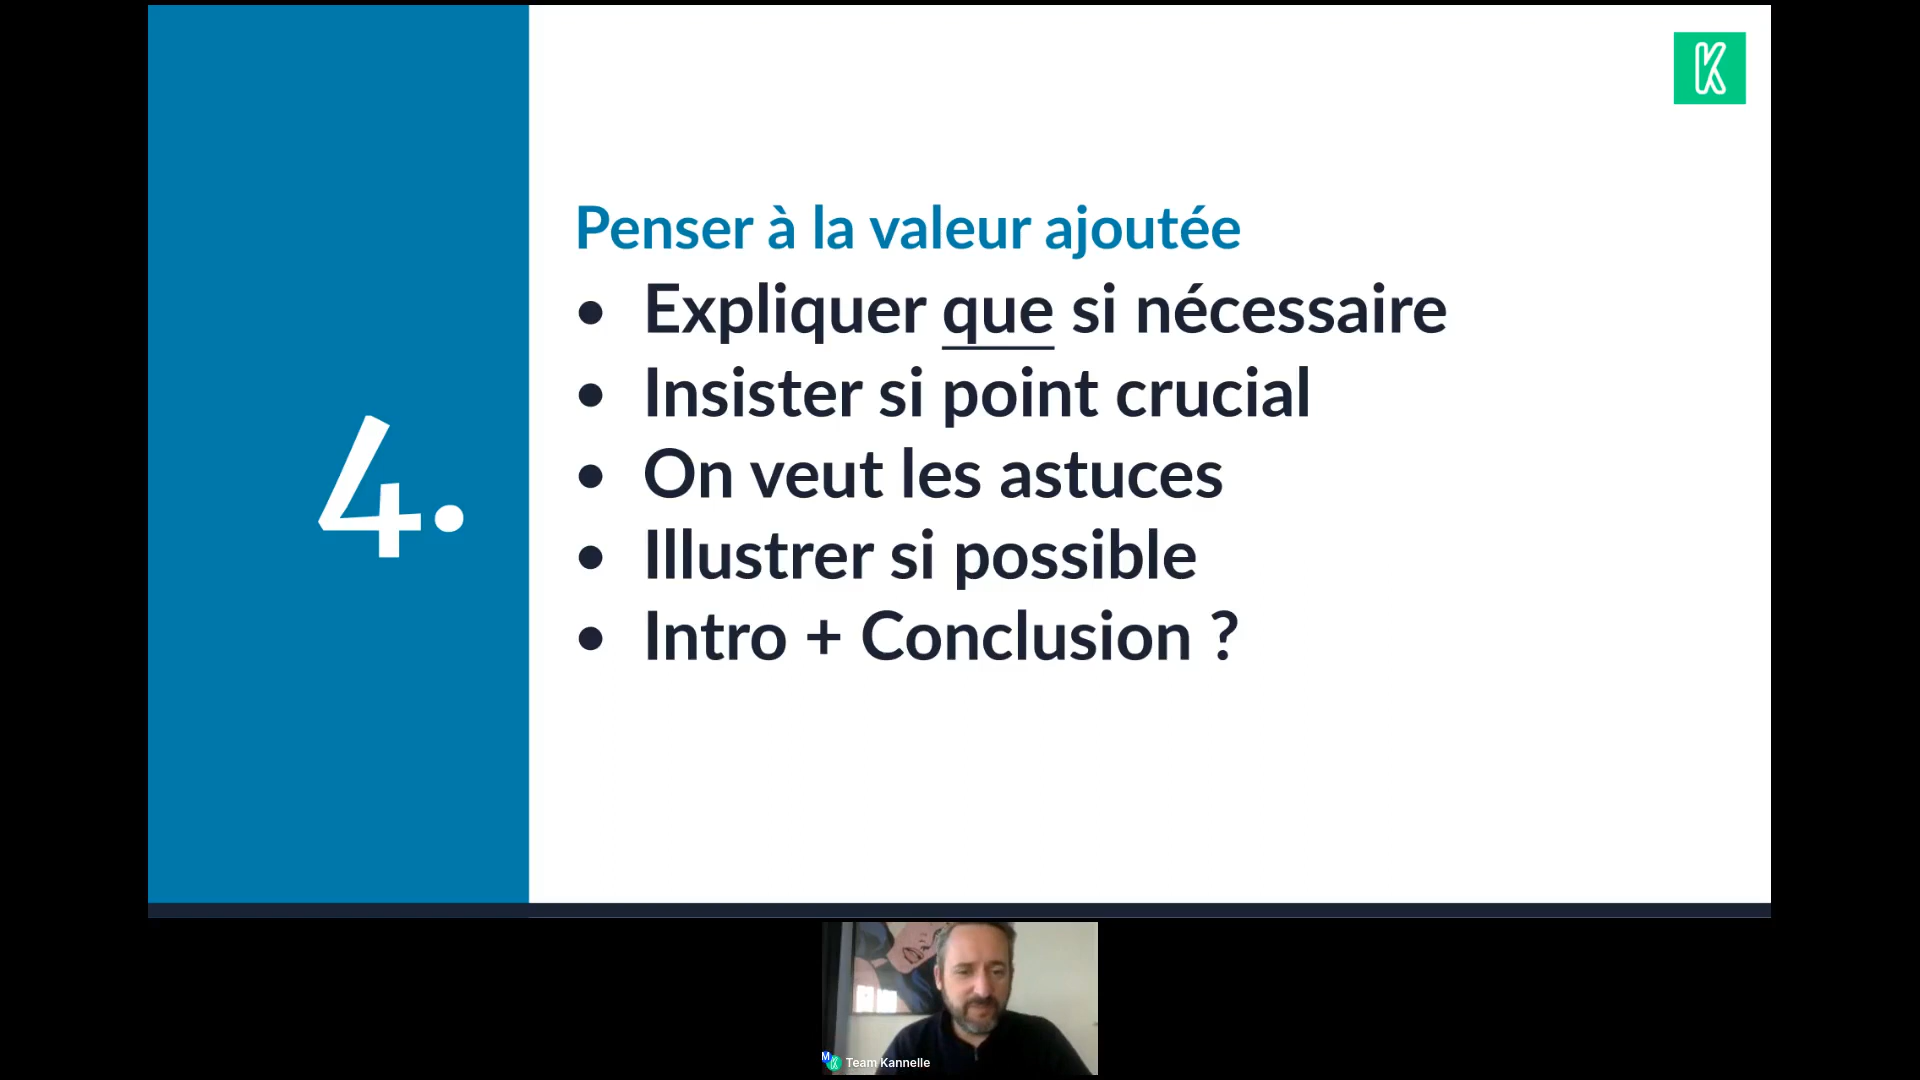 K
4.
Penser à la valeur ajoutée
• Expliquer que si nécessaire
• Insister si point crucial
• On veut les astuces
• Illustrer si possible
• Intro + Conclusion ?
M K Team Kannelle